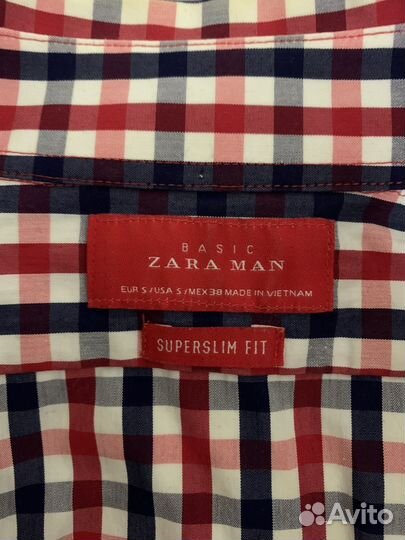 BASIC
ZARA MAN
EUR S / USA S / MEX 38 MADE IN VIETNAM
SUPERSLIM FIT
Avito